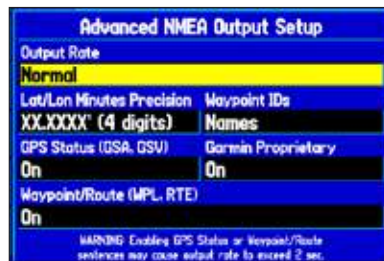 Advanced NMEA Output Setup
Output Rate
Normal
Lat/Lon Minutes Precision Waypoint IDs
XX.XXXX' (4 digits) Names
GPS Status (GSA, GSV) Garmin Proprietary
On On
Waypoint/Route (WPL, RTE)
On
WARNING: Enabling GPS Status or Waypoint/Route
sentences may cause output rate to exceed 2 sec.